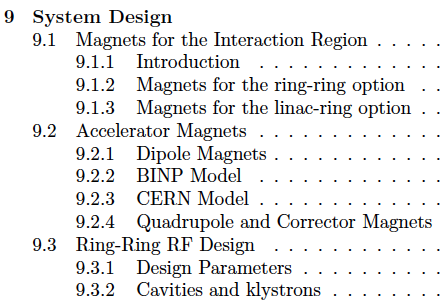 9 System Design
9.1 Magnets for the Interaction Region . . . . .
9.1.1 Introduction . . . . . . . . . . . . .
9.1.2 Magnets for the ring-ring option . .
9.1.3 Magnets for the linac-ring option . .
9.2 Accelerator Magnets . . . . . . . . . . . . .
9.2.1 Dipole Magnets . . . . . . . . . . . .
9.2.2 BINP Model . . . . . . . . . . . . .
9.2.3 CERN Model . . . . . . . . . . . . .
9.2.4 Quadrupole and Corrector Magnets
9.3 Ring-Ring RF Design . . . . . . . . . . . .
9.3.1 Design Parameters . . . . . . . . . .
9.3.2 Cavities and klystrons . . . . . . . .